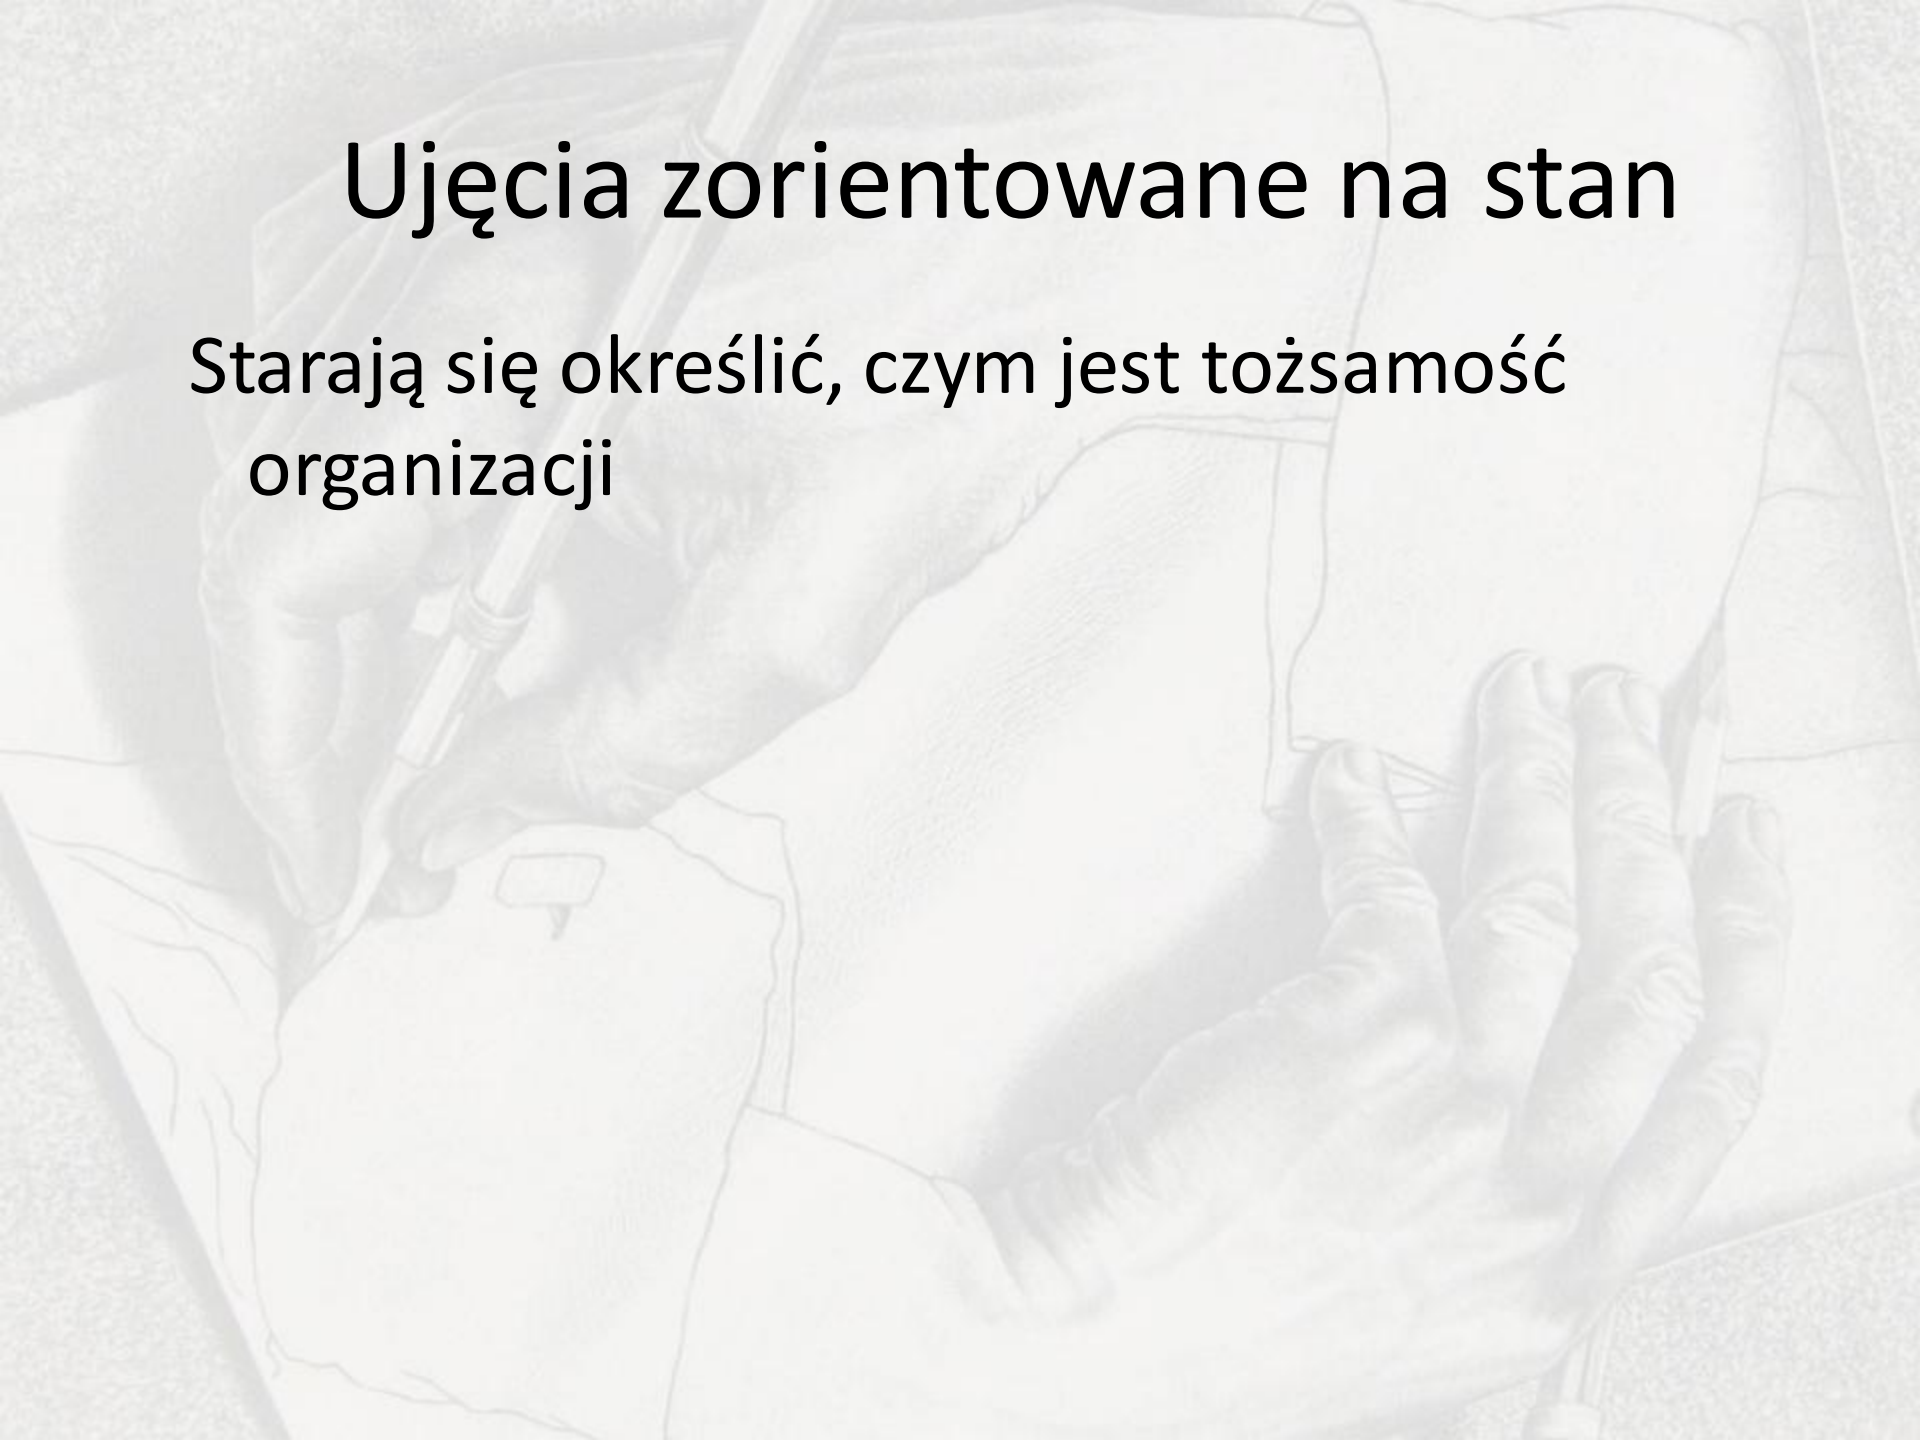 Ujęcia zorientowane na stan
Starają się określić, czym jest tożsamość
organizacji